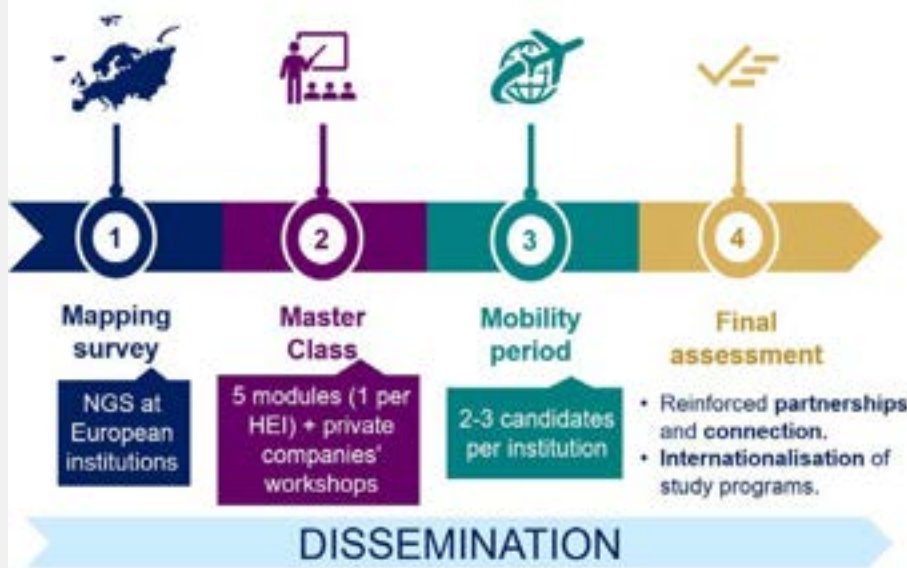 1
2
3
4
Mapping
survey
NGS at
European
institutions
Master
Class
5 modules (1 per
HEI) + private
companies'
workshops
Mobility
period
2-3 candidates
per institution
Final
assessment
• Reinforced partnerships
and connection.
• Internationalisation of
study programs.
DISSEMINATION